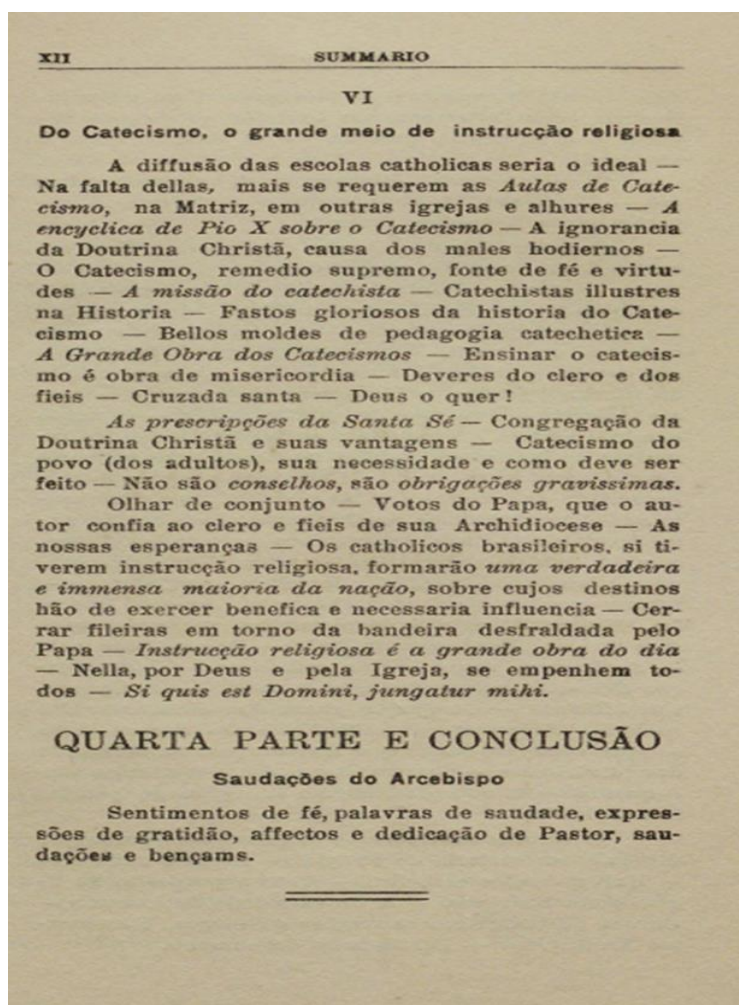 XII SUMMARIO
VI
Do Catecismo, o grande meio de instrucção religiosa
A diffusão das escolas catholicas seria o ideal —
Na falta dellas, mais se requerem as Aulas de Cate-
cismo, na Matriz, em outras igrejas e alhures — A
encyclica de Pio X sobre o Catecismo — A ignorancia
da Doutrina Christã, causa dos males hodiernos —
O Catecismo, remedio supremo, fonte de fé e virtu-
des — A missão do catechista — Catechistas illustres
na Historia — Fastos gloriosos da historia do Cate-
cismo — Bellos moldes de pedagogia catechetica —
A Grande Obra dos Catecismos — Ensinar o catecis-
mo é obra de misericordia — Deveres do clero e dos
fieis — Cruzada santa — Deus o quer!
As prescripções da Santa Sé — Congregação da
Doutrina Christã e suas vantagens — Catecismo do
povo (dos adultos), sua necessidade e como deve ser
feito — Não são conselhos, são obrigações gravissimas.
Olhar de conjunto — Votos do Papa, que o au-
tor confia ao clero e fieis de sua Archidiocese — As
nossas esperanças — Os catholicos brasileiros, si ti-
verem instrucção religiosa, formarão uma verdadeira
e immensa maioria da nação, sobre cujos destinos
hão de exercer benefica e necessaria influencia — Cer-
rar fileiras em torno da bandeira desfraldada pelo
Papa — Instrucção religiosa é a grande obra do dia
— Nella, por Deus e pela Igreja, se empenhem to-
dos — Si quis est Domini, jungatur mihi.
QUARTA PARTE E CONCLUSÃO
Saudações do Arcebispo
Sentimentos de fé, palavras de saudade, expres-
sões de gratidão, affectos e dedicação de Pastor, sau-
dações e bençams.